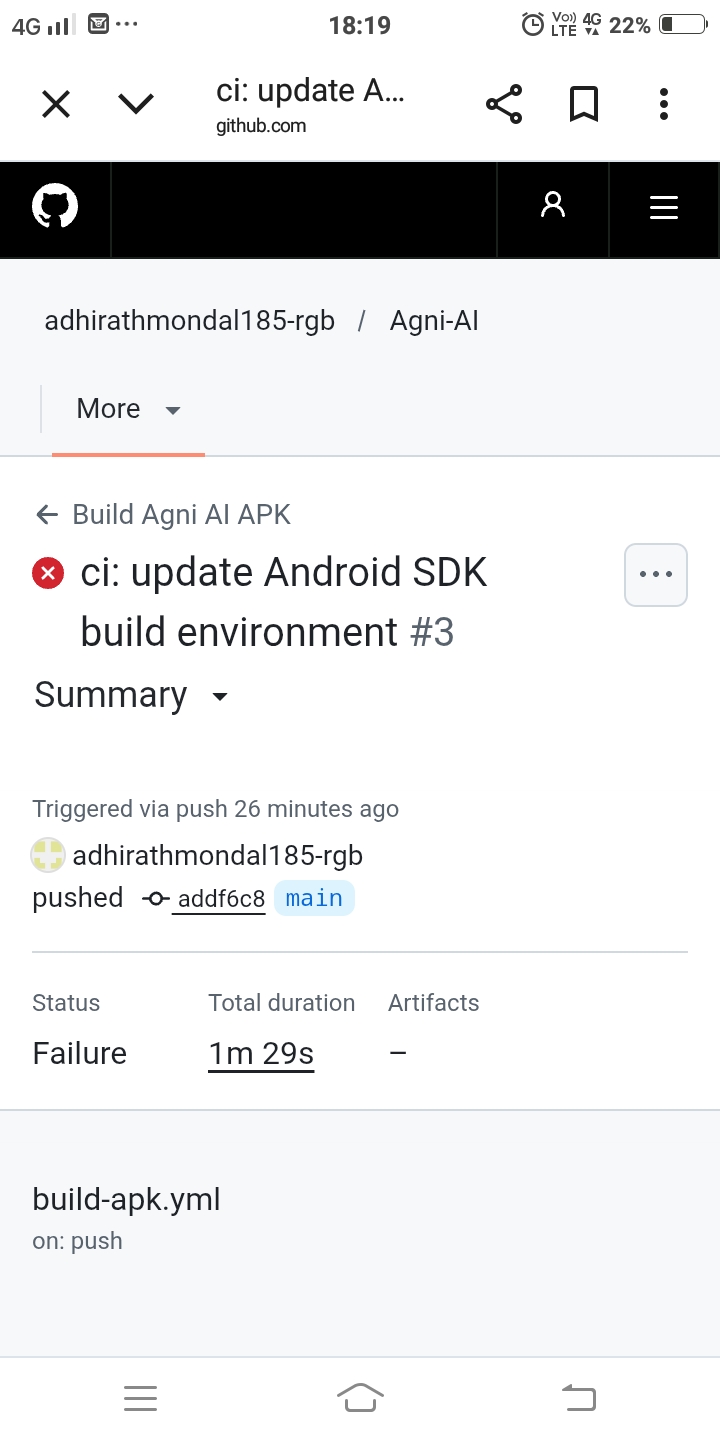 4G ... 18:19 Vo)) LTE 4G 22%
ci: update A...
github.com
adhirathmondal185-rgb / Agni-AI
More
← Build Agni AI APK
ci: update Android SDK
build environment #3
Summary
Triggered via push 26 minutes ago
adhirathmondal185-rgb
pushed addf6c8 main
Status Total duration Artifacts
Failure 1m 29s –
build-apk.yml
on: push